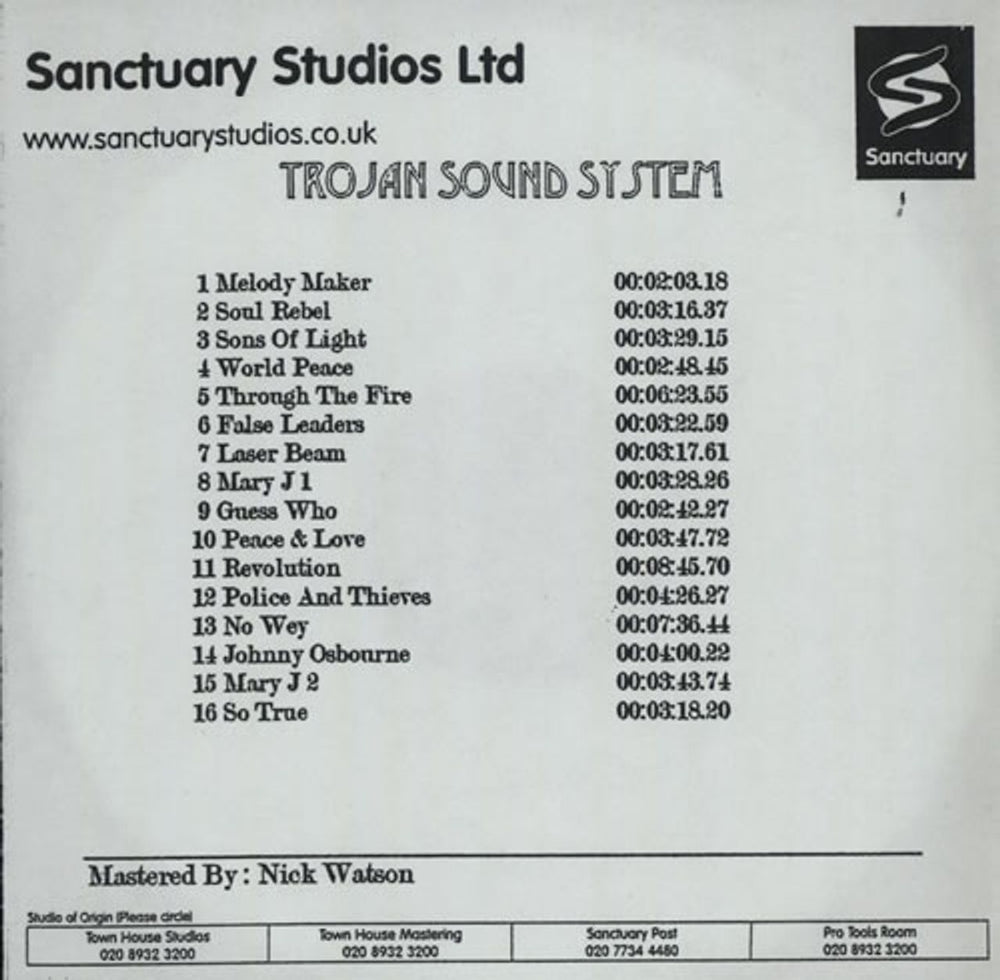 Sanctuary Studios Ltd
www.sanctuarystudios.co.uk
Sanctuary
TROJAN SOUND SYSTEM
1 Melody Maker 00:02:03.18
2 Soul Rebel 00:03:16.37
3 Sons Of Light 00:03:29.15
4 World Peace 00:02:48.45
5 Through The Fire 00:06:23.55
6 False Leaders 00:03:22.59
7 Laser Beam 00:03:17.61
8 Mary J 1 00:03:28.26
9 Guess Who 00:02:42.27
10 Peace & Love 00:03:47.72
11 Revolution 00:08:45.70
12 Police And Thieves 00:04:26.27
13 No Wey 00:07:36.44
14 Johnny Osbourne 00:04:00.22
15 Mary J 2 00:03:43.74
16 So True 00:03:18.20
Mastered By: Nick Watson
Studio of Origin (Please circle)
Town House Studios Town House Mastering Sanctuary Post Pro Tools Room
020 8932 3200 020 8932 3200 020 7734 4480 020 8932 3200